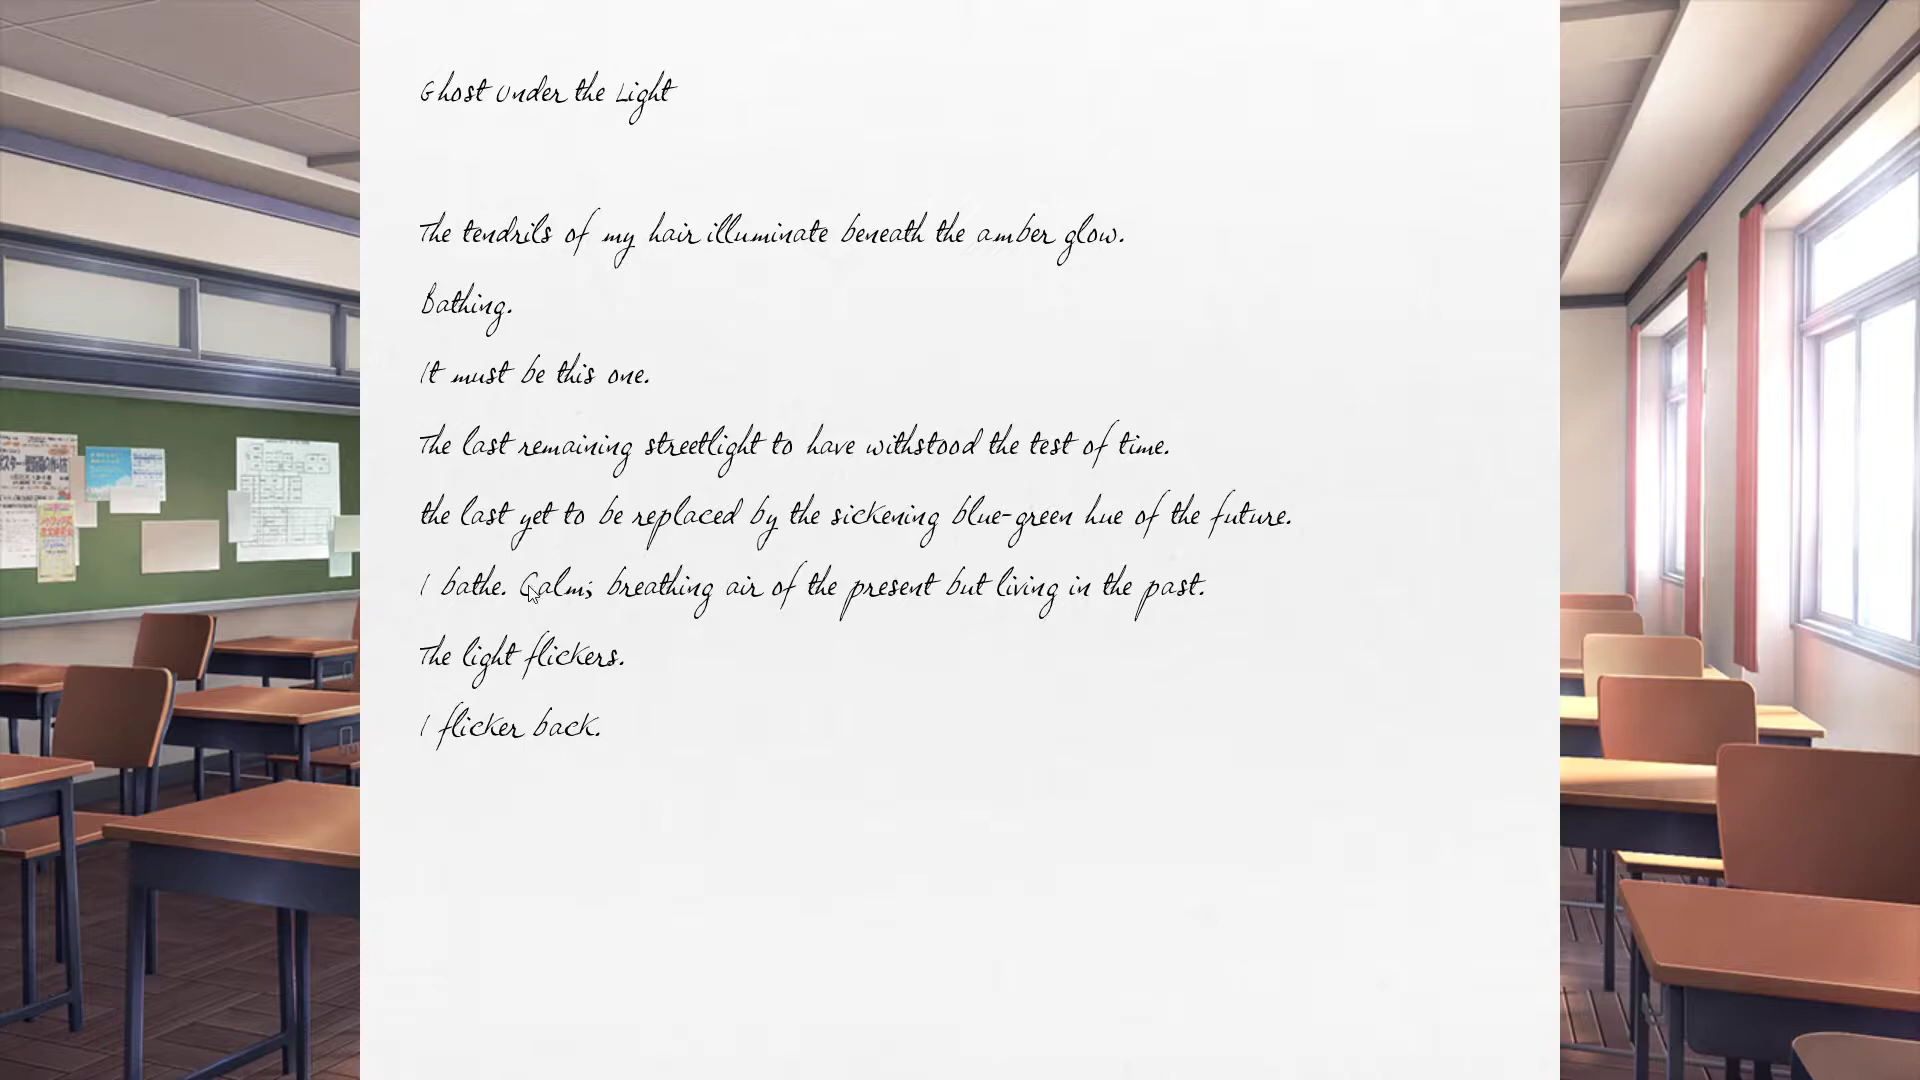 Ghost Under the Light
The tendrils of my hair illuminate beneath the amber glow.
Bathing.
It must be this one.
The last remaining streetlight to have withstood the test of time.
the last yet to be replaced by the sickening blue-green hue of the future.
I bathe. Calm; breathing air of the present but living in the past.
The light flickers.
I flicker back.